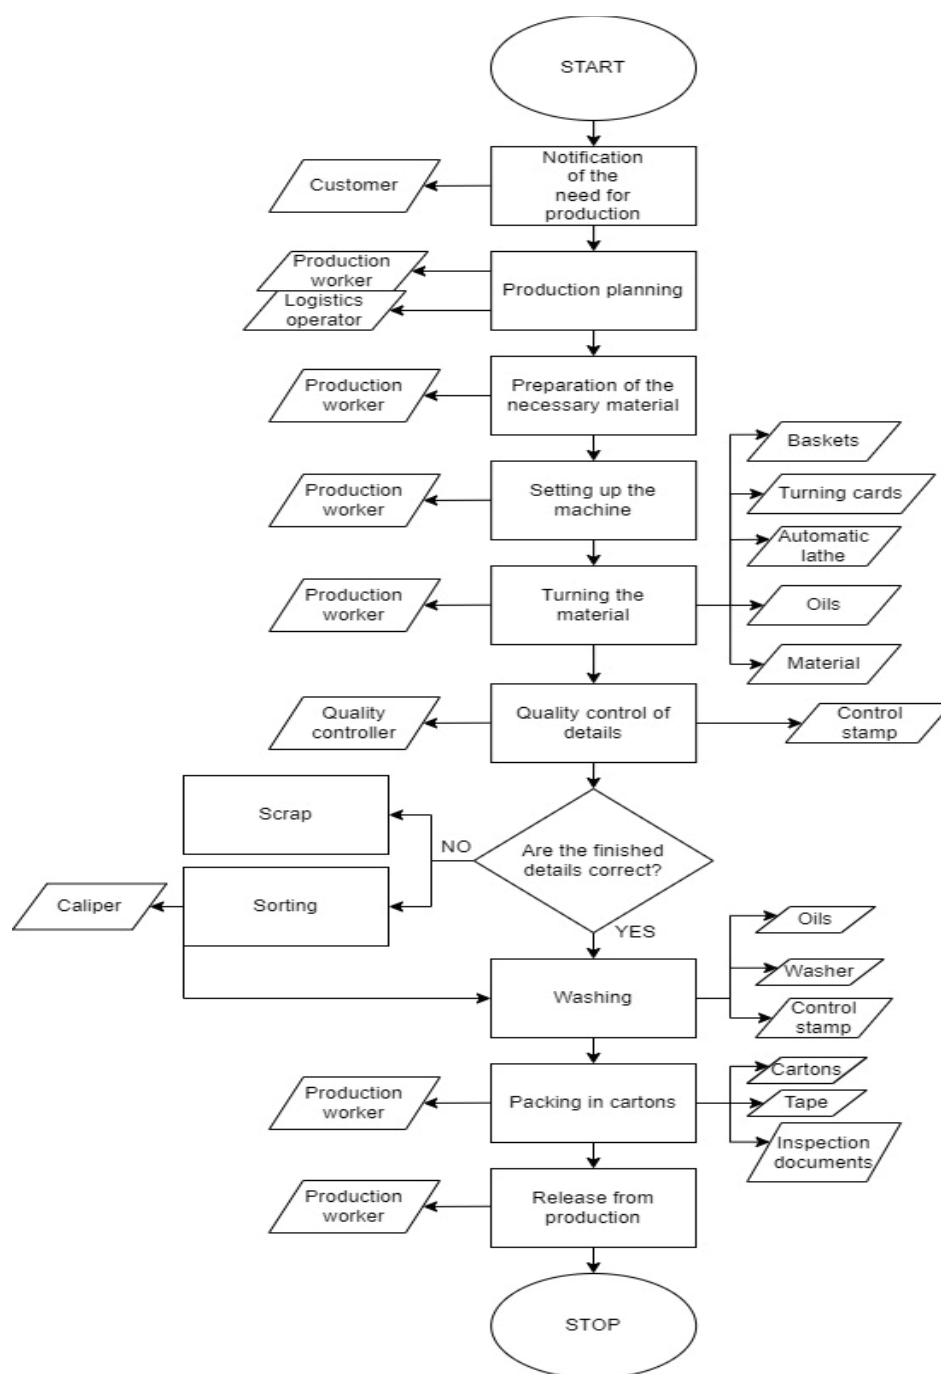 START
Notification
of the
need for
production
Customer
Production
worker
Logistics
operator
Production planning
Production
worker
Preparation of the
necessary material
Baskets
Production
worker
Setting up the
machine
Turning cards
Automatic
lathe
Production
worker
Turning the
material
Oils
Material
Quality
controller
Quality control of
details
Control
stamp
Scrap
NO
Are the finished
details correct?
Caliper
Sorting
YES
Oils
Washer
Washing
Control
stamp
Production
worker
Packing in cartons
Cartons
Tape
Inspection
documents
Production
worker
Release from
production
STOP